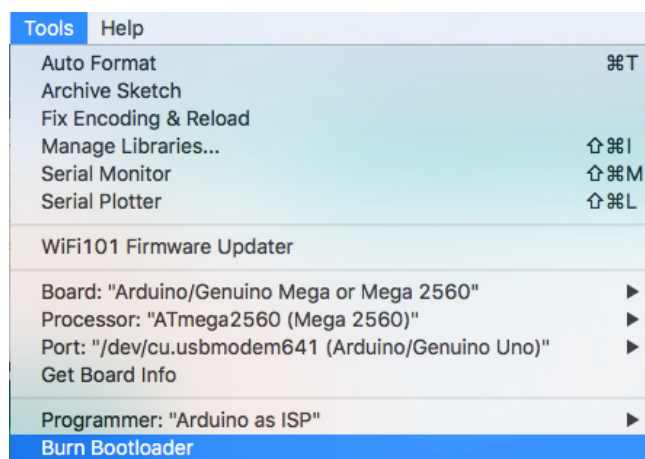 Tools Help
Auto Format ⌘T
Archive Sketch
Fix Encoding & Reload
Manage Libraries... ⇧⌘I
Serial Monitor ⇧⌘M
Serial Plotter ⇧⌘L
WiFi101 Firmware Updater
Board: "Arduino/Genuino Mega or Mega 2560" ▶
Processor: "ATmega2560 (Mega 2560)" ▶
Port: "/dev/cu.usbmodem641 (Arduino/Genuino Uno)" ▶
Get Board Info
Programmer: "Arduino as ISP" ▶
Burn Bootloader